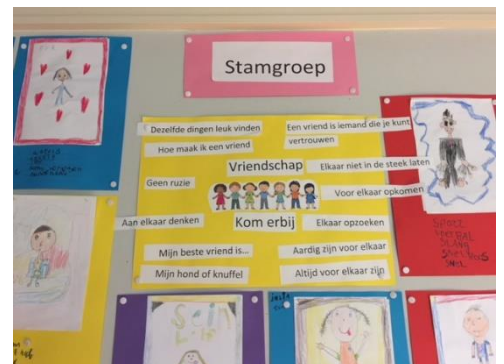 Stamgroep
Dezelfde dingen leuk vinden
Een vriend is iemand die je kunt
vertrouwen
Hoe maak ik een vriend
Vriendschap
Elkaar niet in de steek laten
Geen ruzie
Voor elkaar opkomen
Aan elkaar denken
Kom erbij
Elkaar opzoeken
Mijn beste vriend is...
Aardig zijn voor elkaar
Mijn hond of knuffel
Altijd voor elkaar zijn